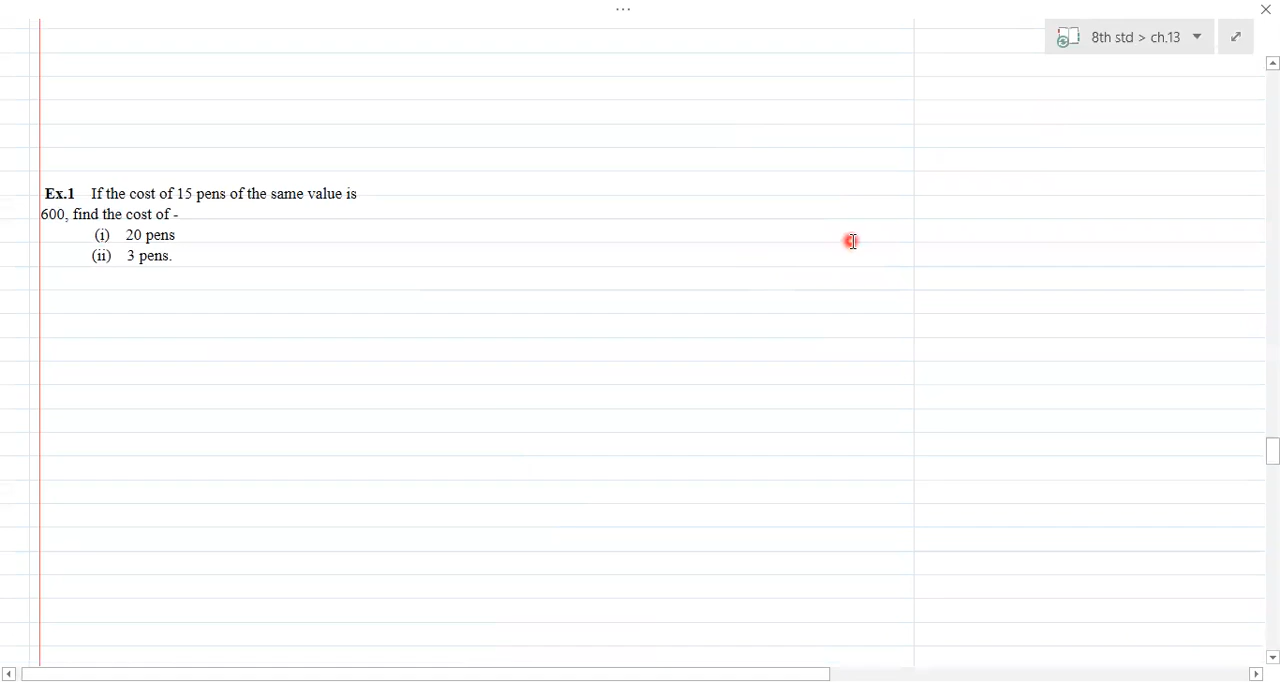 ...
8th std > ch.13
Ex.1 If the cost of 15 pens of the same value is
600, find the cost of -
(i) 20 pens
(ii) 3 pens.